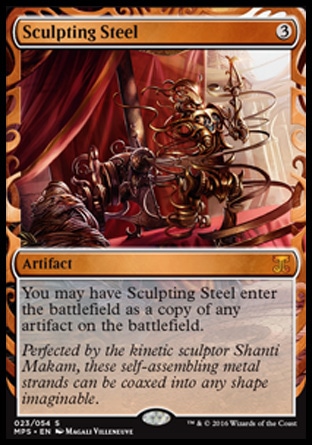 Sculpting Steel 3
Artifact
You may have Sculpting Steel enter
the battlefield as a copy of any
artifact on the battlefield.
Perfected by the kinetic sculptor Shanti
Makam, these self-assembling metal
strands can be coaxed into any shape
imaginable.
023/054 S
MPS • EN Magali Villeneuve ™ & © 2016 Wizards of the Coast